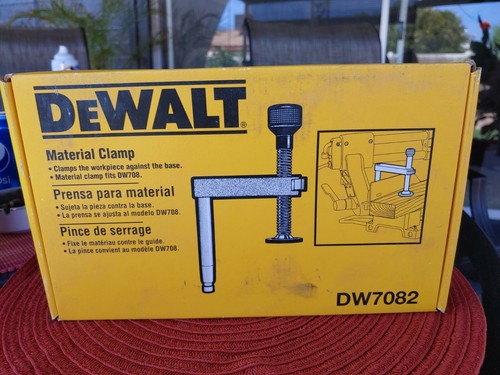 DEWALT®
Material Clamp
• Clamps the workpiece against the base.
• Material clamp fits DW708.
Prensa para material
• Sujeta la pieza contra la base.
• La prensa se ajusta al modelo DW708.
Pince de serrage
• Fixe le matériau contre le guide.
• La pince convient au modèle DW708.
DW7082